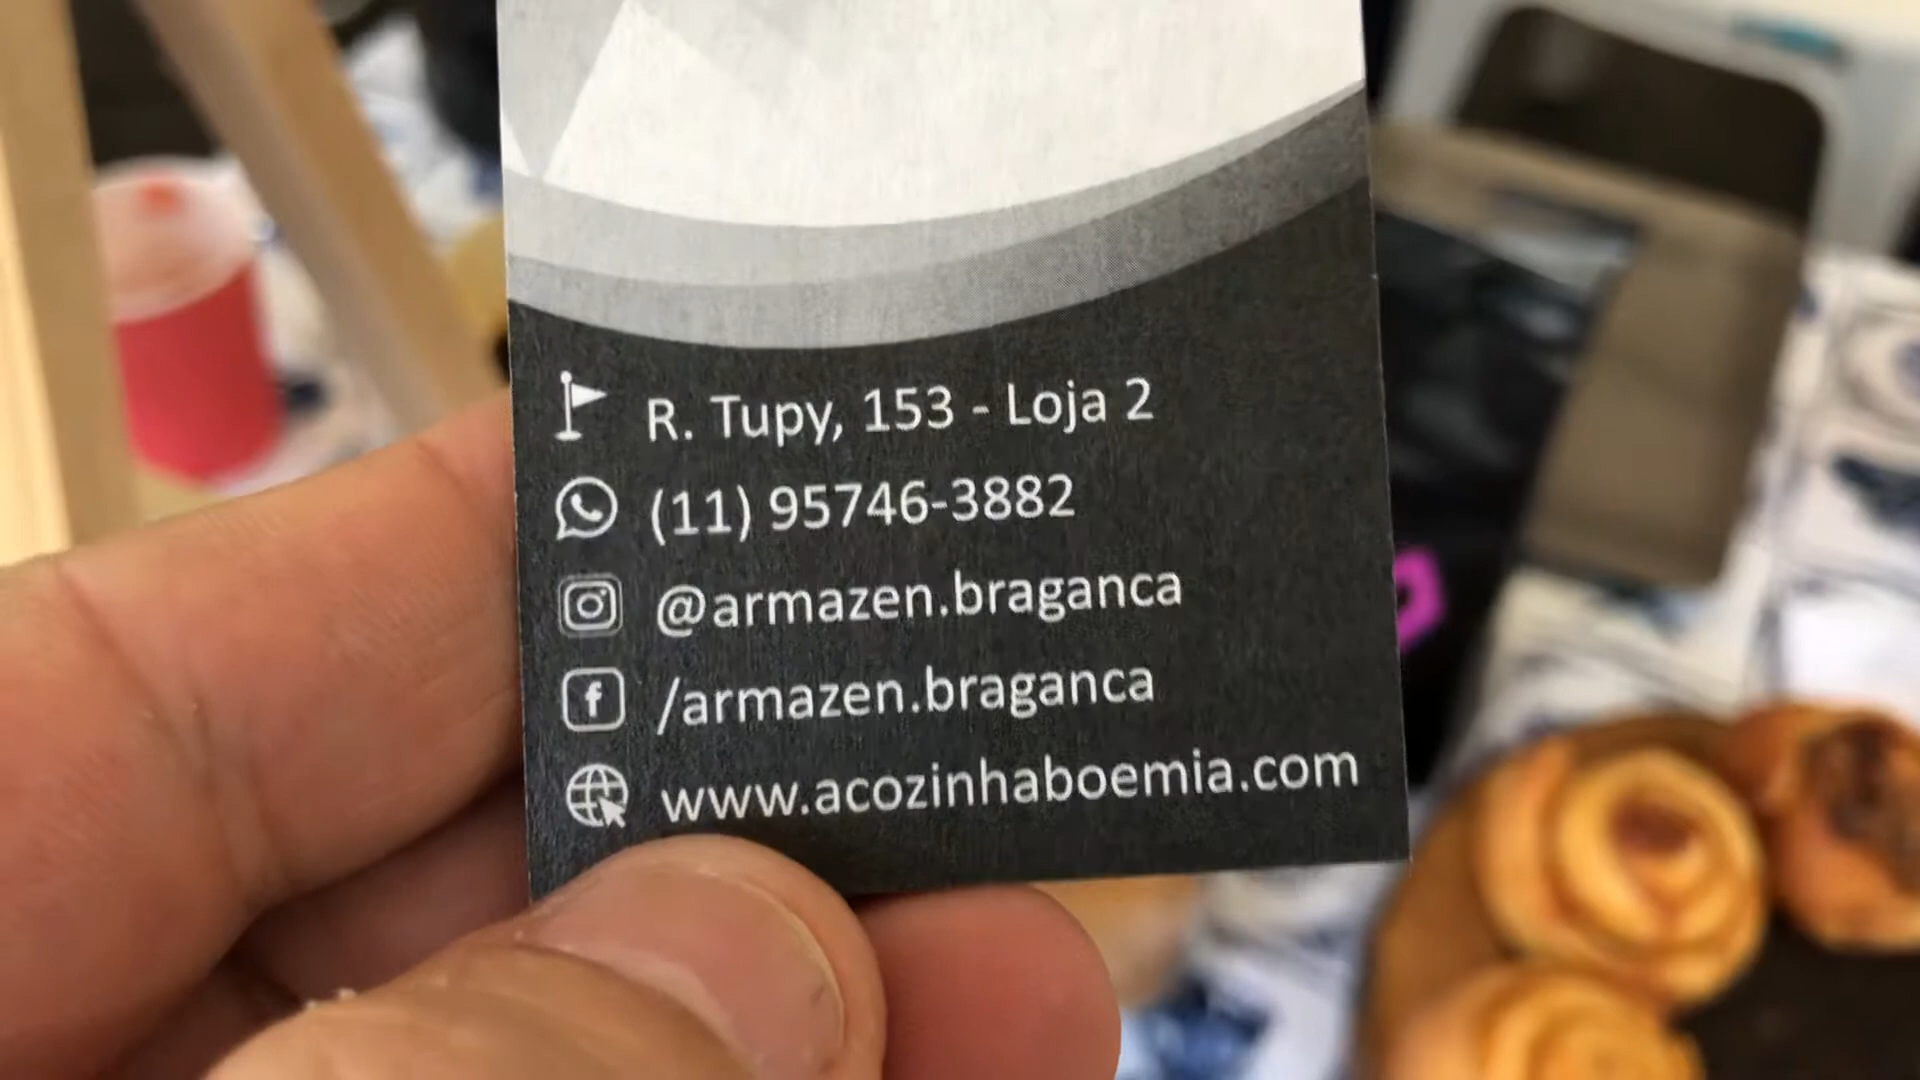 R. Tupy, 153 - Loja 2
(11) 95746-3882
@armazen.braganca
/armazen.braganca
www.acozinhaboemia.com